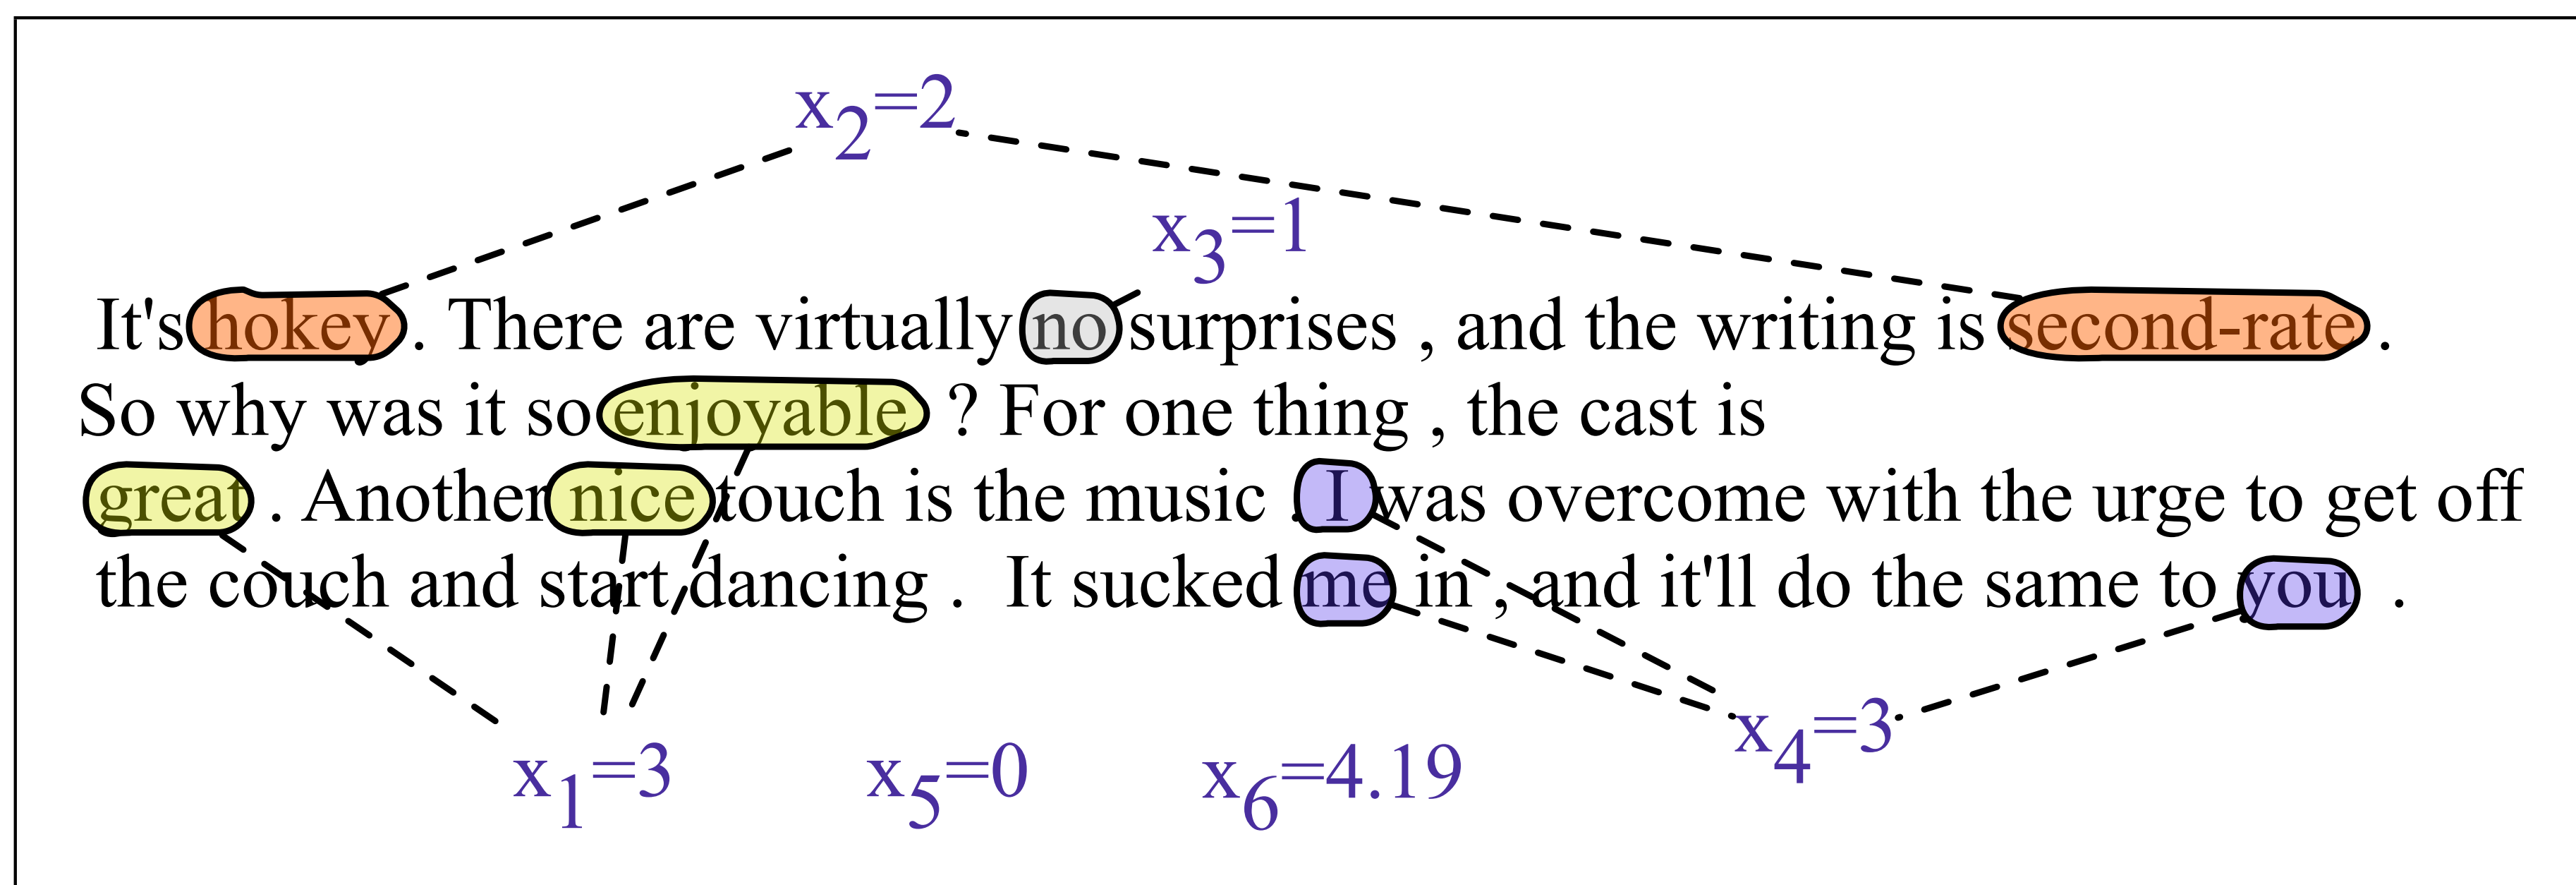 x2=2
x3=1
It's hokey . There are virtually no surprises , and the writing is second-rate .
So why was it so enjoyable ? For one thing , the cast is
great . Another nice touch is the music . I was overcome with the urge to get off
the couch and start dancing . It sucked me in , and it'll do the same to you .
x4=3
x1=3 x5=0 x6=4.19